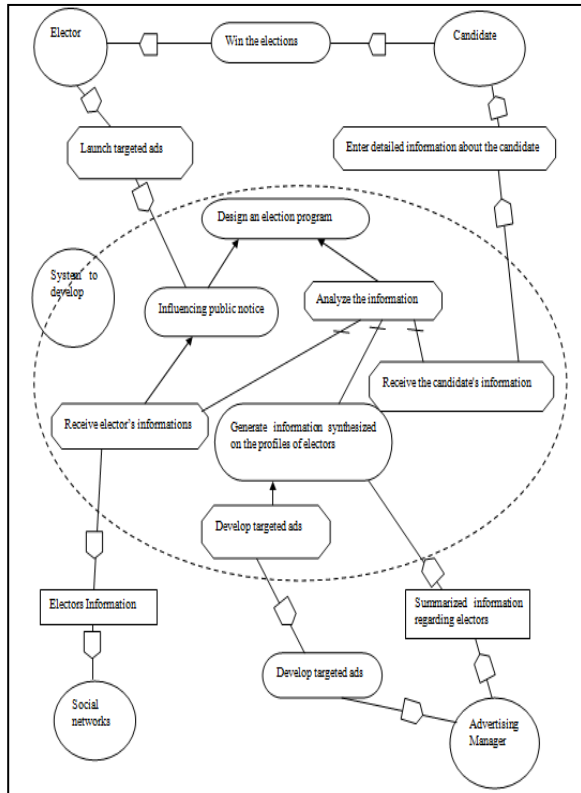 Elector
Win the elections
Candidate
Launch targeted ads
Enter detailed information about the candidate
Design an election program
System to
develop
Influencing public notice
Analyze the information
Receive the candidate's information
Receive elector's informations
Generate information synthesized
on the profiles of electors
Develop targeted ads
Electors Information
Summarized information
regarding electors
Develop targeted ads
Social
networks
Advertising
Manager